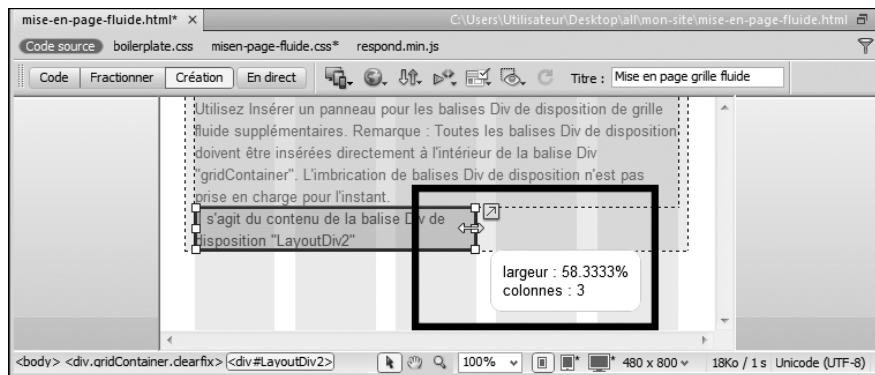 mise-en-page-fluide.html* ×
C:\Users\Utilisateur\Desktop\all\mon-site\mise-en-page-fluide.html
Code source boilerplate.css misen-page-fluide.css* respond.min.js
Code Fractionner Création En direct Titre : Mise en page grille fluide
Utilisez Insérer un panneau pour les balises Div de disposition de grille
fluide supplémentaires. Remarque : Toutes les balises Div de disposition
doivent être insérées directement à l'intérieur de la balise Div
"gridContainer". L'imbrication de balises Div de disposition n'est pas
prise en charge pour l'instant.
s'agit du contenu de la balise Div de
disposition "LayoutDiv2"
largeur : 58.3333%
colonnes : 3
<body> <div.gridContainer.clearfix> <div#LayoutDiv2> 100% 480 x 800 18Ko / 1 s Unicode (UTF-8)